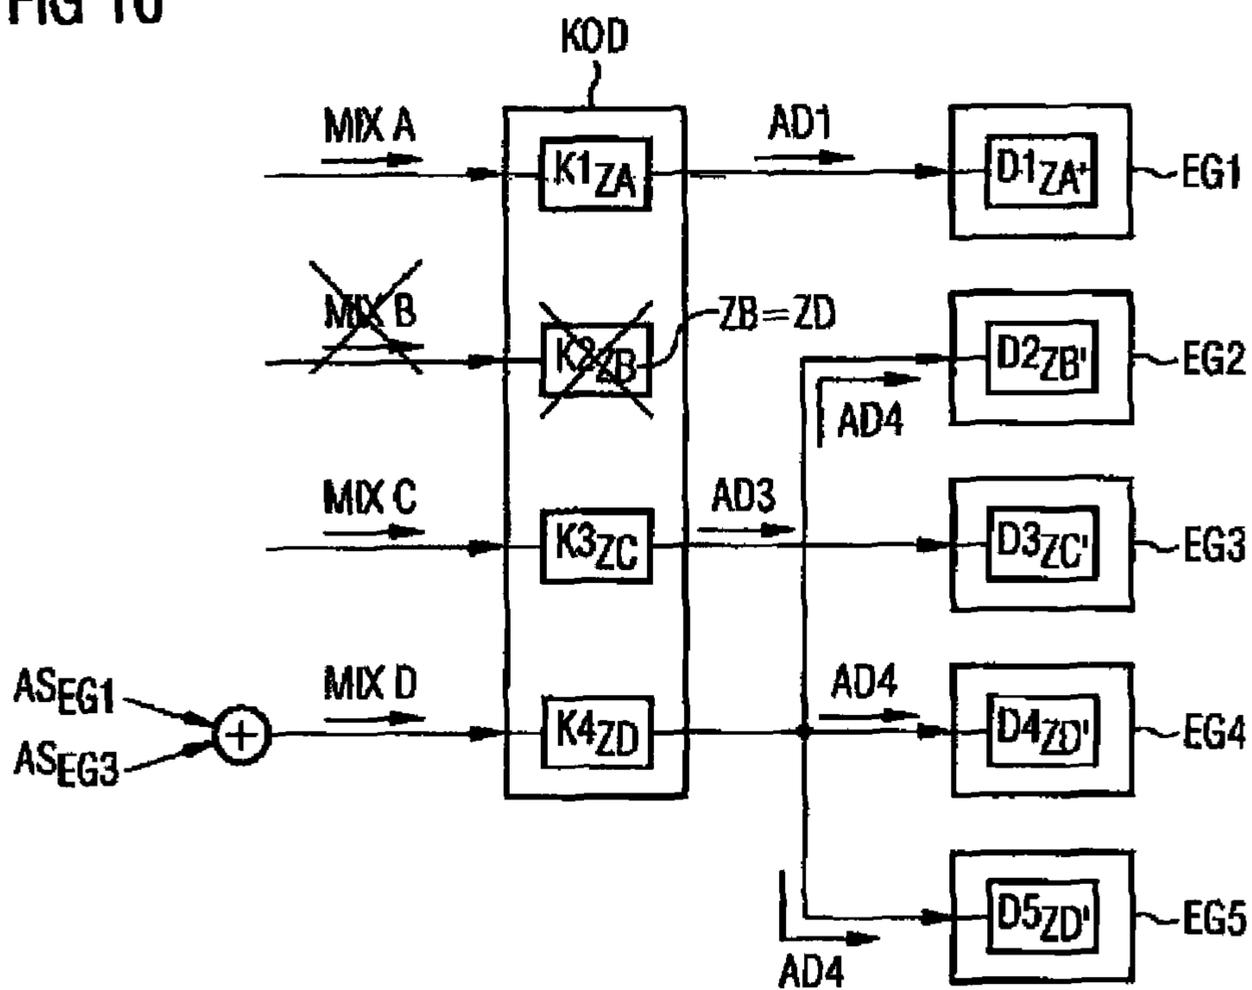 FIG 10
KOD
MIX A
K1ZA
AD1
D1ZA'
EG1
MIX B
K2ZB
ZB=ZD
D2ZB'
EG2
AD4
MIX C
K3ZC
AD3
D3ZC'
EG3
ASEG1
ASEG3
+
MIX D
K4ZD
AD4
D4ZD'
EG4
D5ZD'
EG5
AD4